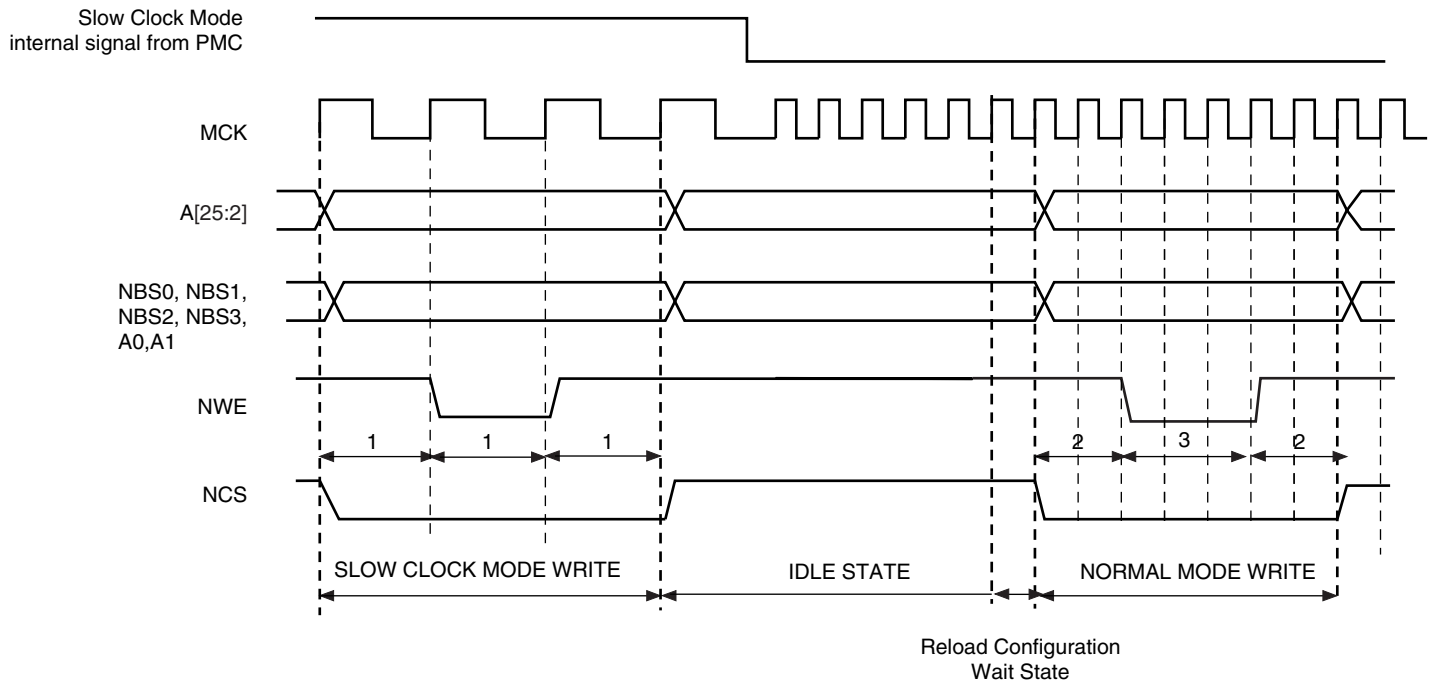 Slow Clock Mode
internal signal from PMC
MCK
A[25:2]
NBS0, NBS1,
NBS2, NBS3,
A0,A1
NWE
1 1 1 2 3 2
NCS
SLOW CLOCK MODE WRITE IDLE STATE NORMAL MODE WRITE
Reload Configuration
Wait State